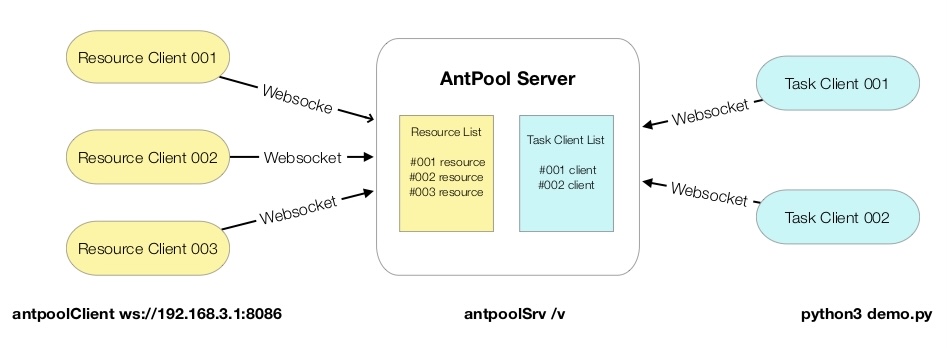 Resource Client 001
Websocke
Resource Client 002
Websocket
Resource Client 003
Websocket
antpoolClient ws://192.168.3.1:8086
AntPool Server
Resource List
#001 resource
#002 resource
#003 resource
Task Client List
#001 client
#002 client
antpoolSrv /v
Websocket
Task Client 001
Websocket
Task Client 002
python3 demo.py